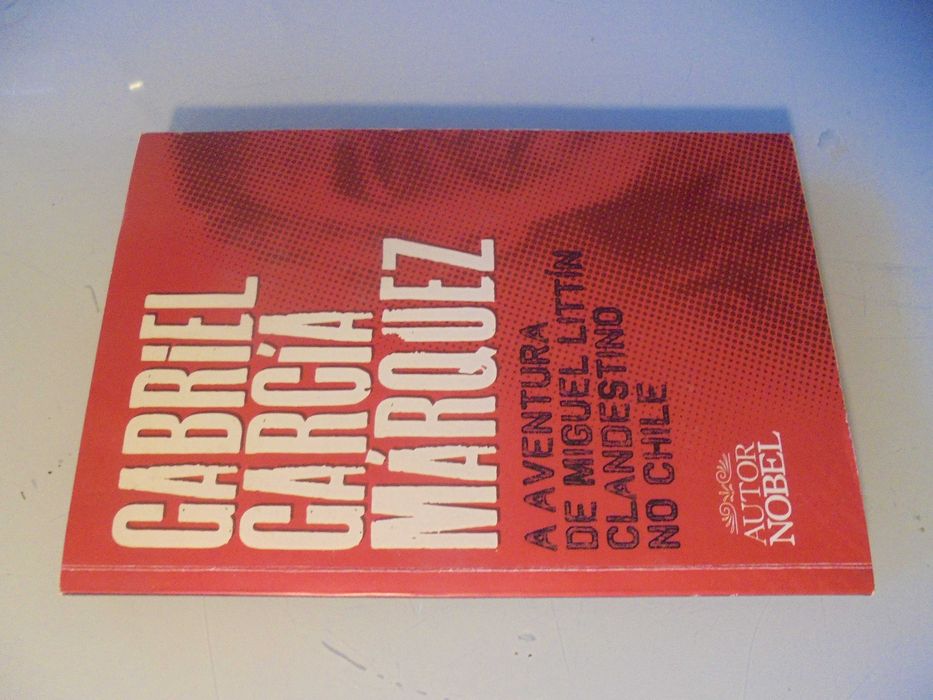 GABRIEL
GARCÍA
MÁRQUEZ
A AVENTURA
DE MIGUEL LITTÍN
CLANDESTINO
NO CHILE
AUTOR
NOBEL